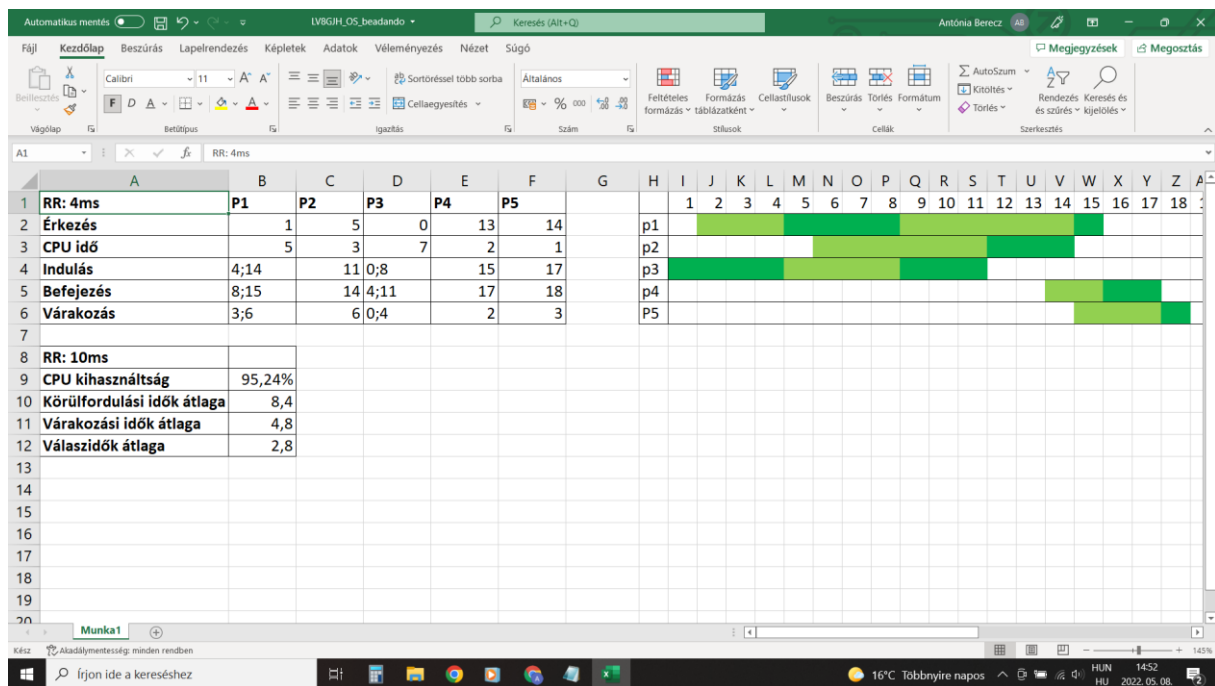 Automatikus mentés LV8GJH_OS_beadando Keresés (Alt+Q) Antónia Berecz AB
Fájl Kezdőlap Beszúrás Lapelrendezés Képletek Adatok Véleményezés Nézet Súgó Megjegyzések Megosztás
Beillesztés Calibri 11 A A Sortöréssel több sorba Általános Feltételes formázás Formázás táblázatként Cellastílusok Beszúrás Törlés Formátum AutoSzum Kitöltés Törlés Rendezés és szűrés Keresés és kijelölés
F D A Cellaegyesítés % 000
Vágólap Betűtípus Igazítás Szám Stílusok Cellák Szerkesztés
A1 fx RR: 4ms
A B C D E F G H I J K L M N O P Q R S T U V W X Y Z
1 RR: 4ms P1 P2 P3 P4 P5 1 2 3 4 5 6 7 8 9 10 11 12 13 14 15 16 17 18
2 Érkezés 1 5 0 13 14 p1
3 CPU idő 5 3 7 2 1 p2
4 Indulás 4;14 11 0;8 15 17 p3
5 Befejezés 8;15 14 4;11 17 18 p4
6 Várakozás 3;6 6 0;4 2 3 P5
7
8 RR: 10ms
9 CPU kihasználtság 95,24%
10 Körülfordulási idők átlaga 8,4
11 Várakozási idők átlaga 4,8
12 Válaszidők átlaga 2,8
13
14
15
16
17
18
19
20
Munka1
Kész Akadálymentesség: minden rendben 145%
Írjon ide a kereséshez 16°C Többnyire napos HUN 14:52
HU 2022. 05. 08.